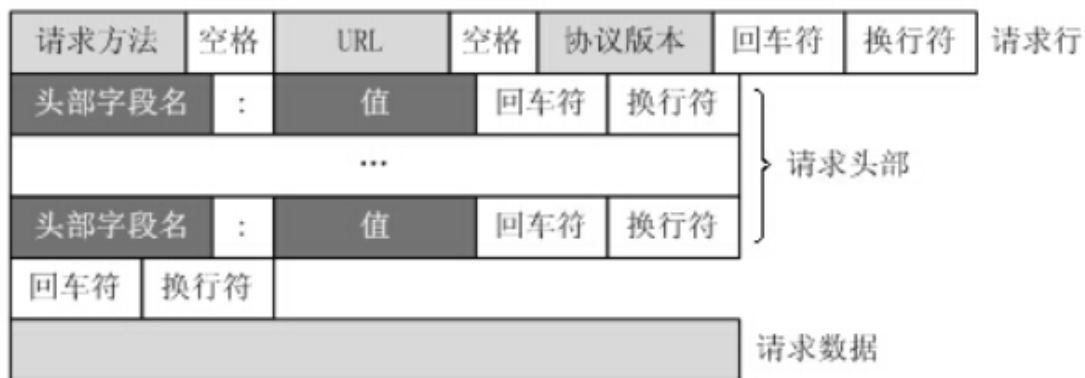 请求方法 空格 URL 空格 协议版本 回车符 换行符 请求行
头部字段名 : 值 回车符 换行符
… 请求头部
头部字段名 : 值 回车符 换行符
回车符 换行符
请求数据